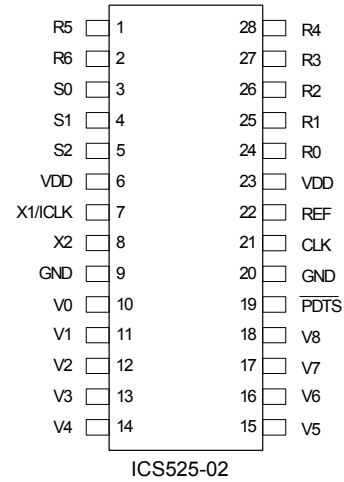 R5 1 28 R4
R6 2 27 R3
S0 3 26 R2
S1 4 25 R1
S2 5 24 R0
VDD 6 23 VDD
X1/ICLK 7 22 REF
X2 8 21 CLK
GND 9 20 GND
V0 10 19 PDTS
V1 11 18 V8
V2 12 17 V7
V3 13 16 V6
V4 14 15 V5
ICS525-02